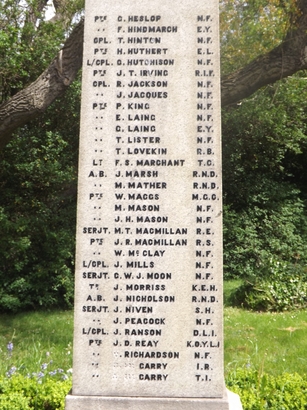 PTE G. HESLOP N.F.
" F. HINDMARCH E.Y.
CPL. T. HINTON N.F.
PTE H. HUTHERT E.L.
L/CPL. G. HUTCHISON N.F.
PTE J. T. IRVING R.I.F.
CPL. R. JACKSON N.F.
" J. JACQUES N.F.
PTE P. KING N.F.
" E. LAING N.F.
" G. LAING E.Y.
" T. LISTER N.F.
" T. LOVEKIN R.B.
LT F. S. MARCHANT T.C.
A.B. J. MARSH R.N.D.
" M. MATHER R.N.D.
PTE W. MAGGS M.G.C.
" M. MASON N.F.
" J. H. MASON N.F.
SERJT. M. T. MACMILLAN R.E.
PTE J. R. MACMILLAN R.S.
" W. MCCLAY N.F.
L/CPL. J. MILLS N.F.
SERJT. C. W. J. MOON N.F.
J. MORRISS K.E.H.
A.B. J. NICHOLSON R.N.D.
SERJT. J. NIVEN S.H.
" J. PEACOCK N.F.
L/CPL. J. RANSON D.L.I.
PTE J. D. REAY K.O.Y.L.I
RICHARDSON N.F.
CARRY I.R.
CARRY T.I.